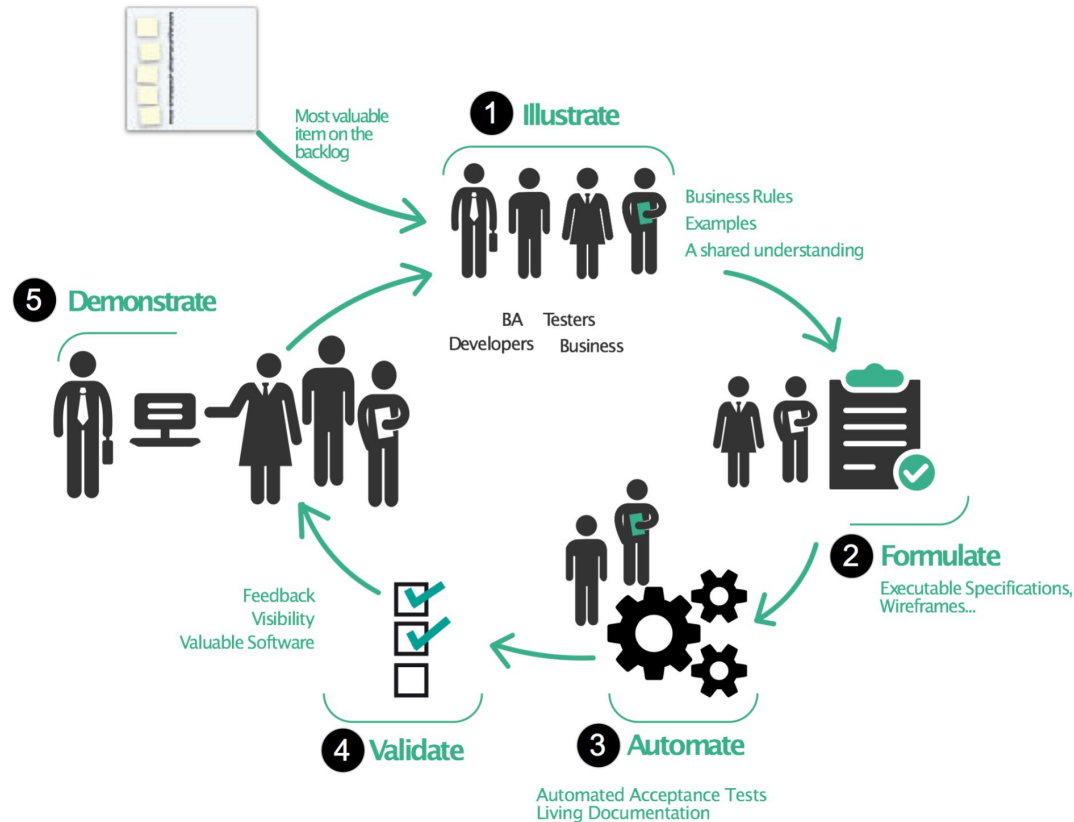 Most valuable
item on the
backlog
1 Illustrate
Business Rules
Examples
A shared understanding
BA Testers
Developers Business
5 Demonstrate
2 Formulate
Executable Specifications,
Wireframes...
Feedback
Visibility
Valuable Software
4 Validate
3 Automate
Automated Acceptance Tests
Living Documentation